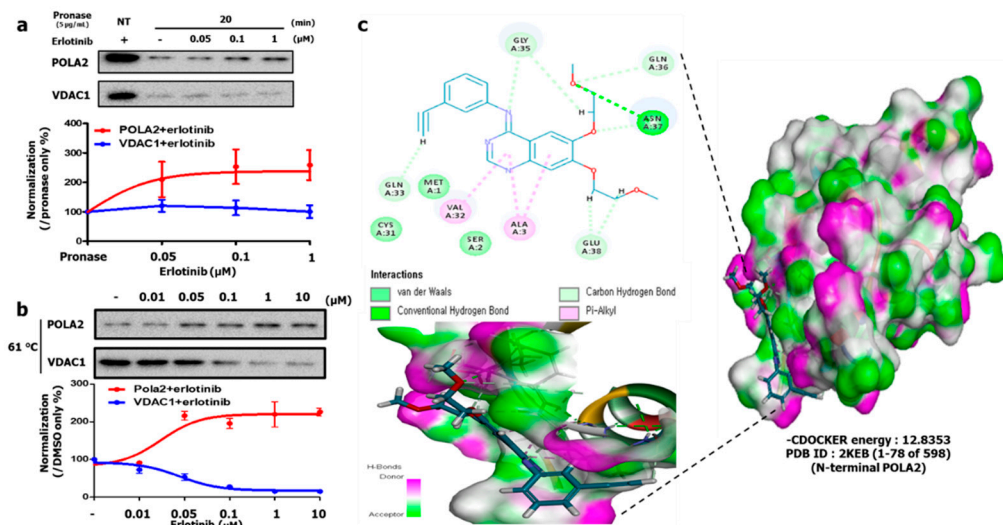 a
Pronase (5 µg/mL) NT 20 (min)
Erlotinib + - 0.05 0.1 1 (µM)
POLA2
VDAC1
POLA2+erlotinib
VDAC1+erlotinib
Normalization (/pronase only %)
400
300
200
100
0
Pronase 0.05 0.1 1
Erlotinib (µM)
b
- 0.01 0.05 0.1 1 10 (µM)
61 °C
POLA2
VDAC1
Pola2+erlotinib
VDAC1+erlotinib
Normalization (/DMSO only %)
300
200
100
0
- 0.01 0.05 0.1 1 10
Erlotinib (µM)
c
GLY A:35
GLN A:36
ASN A:37
GLN A:33
MET A:1
VAL A:32
CYS A:31
SER A:2
ALA A:3
GLU A:38
N
N
N
O
O
O
O
H
H
H
H
Interactions
van der Waals
Conventional Hydrogen Bond
Carbon Hydrogen Bond
Pi-Alkyl
H-Bonds
Donor
Acceptor
-CDOCKER energy : 12.8353
PDB ID : 2KEB (1-78 of 598)
(N-terminal POLA2)